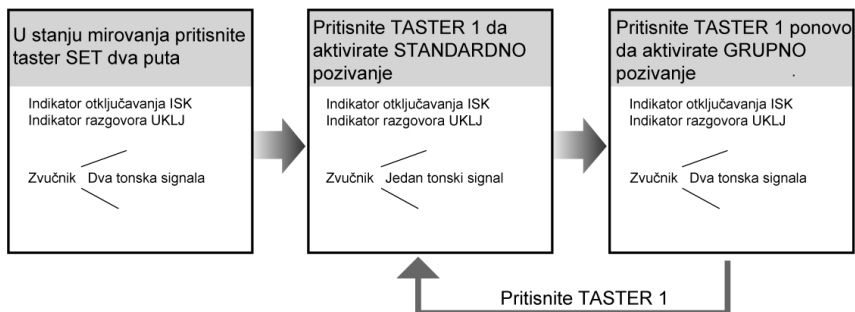 U stanju mirovanja pritisnite
taster SET dva puta
Indikator otključavanja ISK
Indikator razgovora UKLJ
Zvučnik Dva tonska signala
Pritisnite TASTER 1 da
aktivirate STANDARDNO
pozivanje
Indikator otključavanja ISK
Indikator razgovora UKLJ
Zvučnik Jedan tonski signal
Pritisnite TASTER 1 ponovo
da aktivirate GRUPNO
pozivanje
Indikator otključavanja ISK
Indikator razgovora UKLJ
Zvučnik Dva tonska signala
Pritisnite TASTER 1